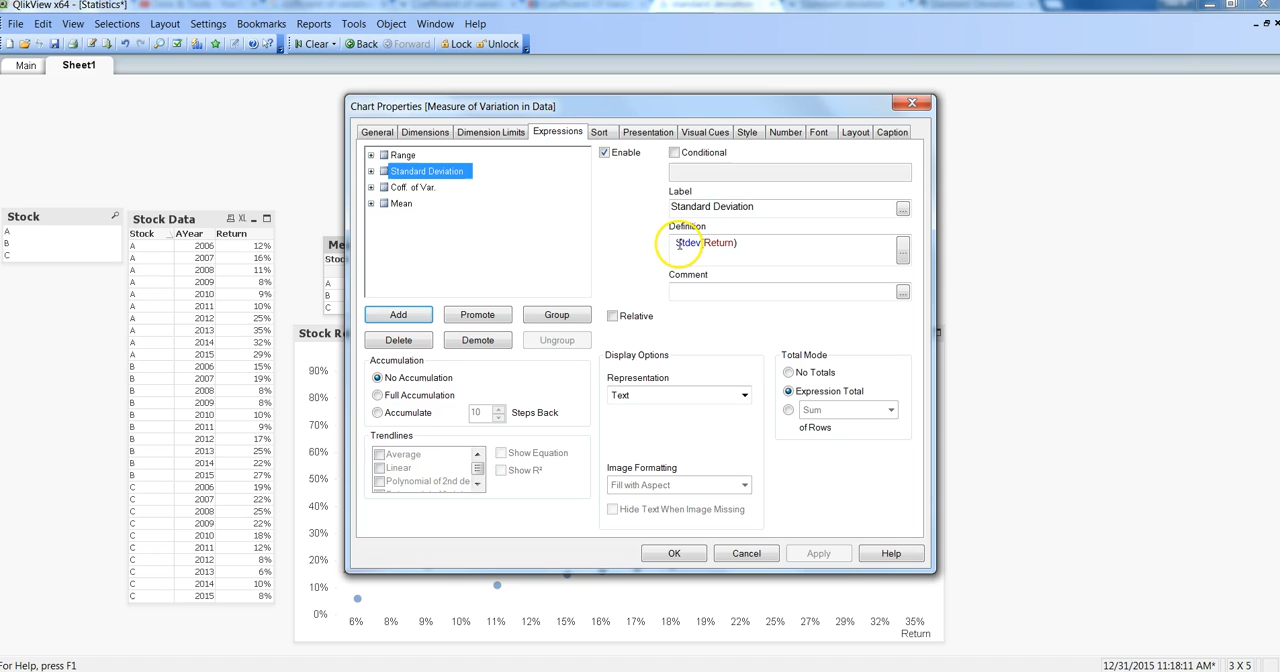 QlikView x64 - [Statistics*]
File Edit View Selections Layout Settings Bookmarks Reports Tools Object Window Help
Clear Back Forward Lock Unlock
Main Sheet1
Chart Properties [Measure of Variation in Data]
General Dimensions Dimension Limits Expressions Sort Presentation Visual Cues Style Number Font Layout Caption
Range
Standard Deviation
Coff. of Var.
Mean
Enable
Conditional
Label
Standard Deviation
...
Definition
Stdev(Return)
...
Comment
...
Add Promote Group
Delete Demote Ungroup
Relative
Accumulation
No Accumulation
Full Accumulation
Accumulate 10 Steps Back
Trendlines
Average
Linear
Polynomial of 2nd de
Show Equation
Show R²
Display Options
Representation
Text
Image Formatting
Fill with Aspect
Hide Text When Image Missing
Total Mode
No Totals
Expression Total
Sum
of Rows
OK Cancel Apply Help
Stock
A
B
C
Stock Data XL
Stock AYear Return
A 2006 12%
A 2007 16%
A 2008 11%
A 2009 8%
A 2010 9%
A 2011 10%
A 2012 25%
A 2013 35%
A 2014 32%
A 2015 29%
B 2006 15%
B 2007 19%
B 2008 8%
B 2009 8%
B 2010 10%
B 2011 9%
B 2012 17%
B 2013 25%
B 2014 22%
B 2015 27%
C 2006 19%
C 2007 22%
C 2008 25%
C 2009 22%
C 2010 18%
C 2011 12%
C 2012 8%
C 2013 6%
C 2014 10%
C 2015 8%
Me
Stoc
A
B
C
Stock Re
90%
80%
70%
60%
50%
40%
30%
20%
10%
0%
6% 8% 8% 9% 10% 11% 12% 15% 16% 17% 18% 19% 22% 25% 27% 29% 32% 35%
Return
For Help, press F1
12/31/2015 11:18:11 AM* 3 X 5